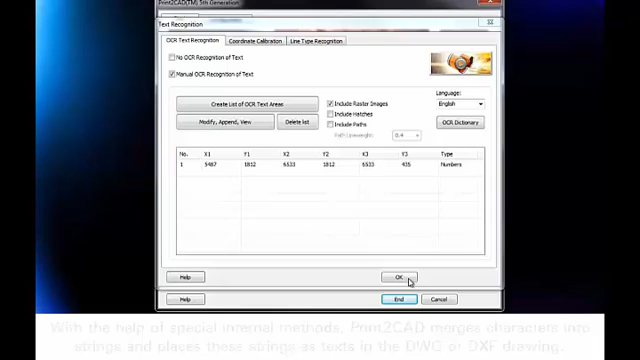 Print2CAD(TM) 5th Generation
Text Recognition
OCR Text Recognition Coordinate Calibration Line Type Recognition
No OCR Recognition of Text
Manual OCR Recognition of Text
Language:
Create List of OCR Text Areas Include Raster Images English
Include Hatches
Modify, Append, View Delete list Include Paths OCR Dictionary
Path Lineweight: 0.4
No. X1 Y1 X2 Y2 X3 Y3 Type
1 5487 1812 6533 1812 6533 435 Numbers
Help OK
Help End Cancel
With the help of special internal methods, Print2CAD merges characters into
strings and places these strings as texts in the DWG or DXF drawing.